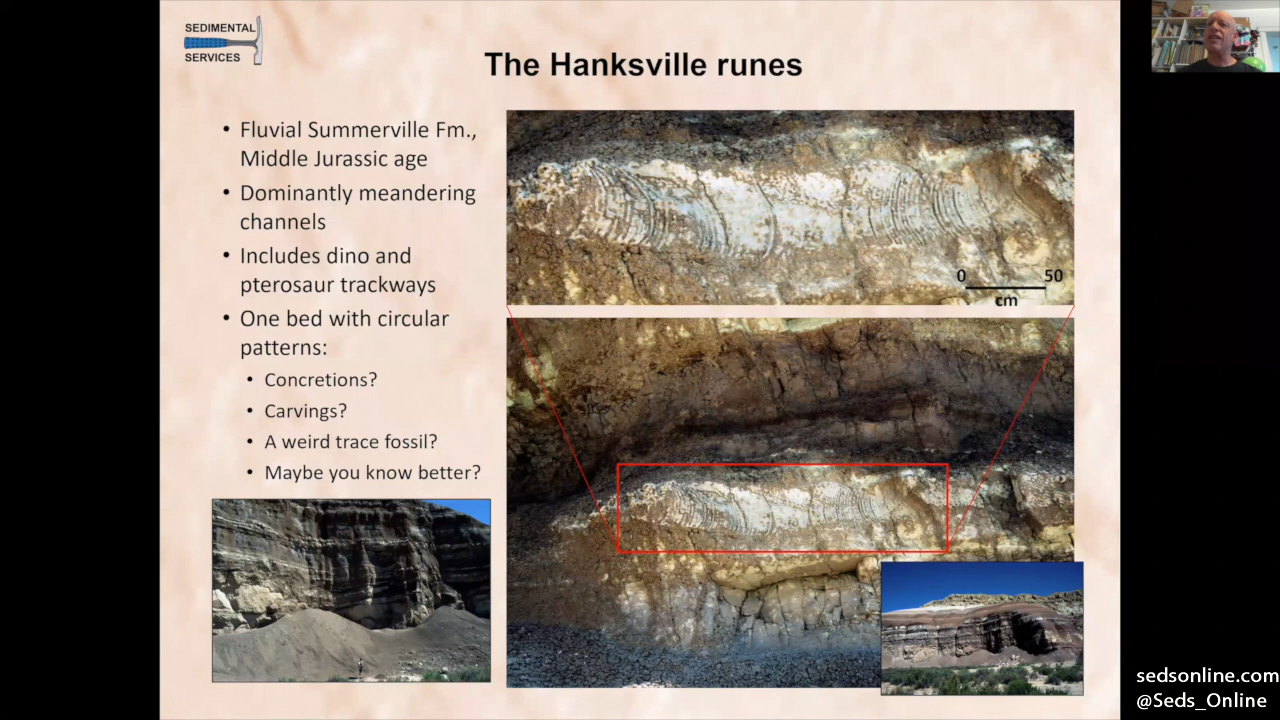 SEDIMENTAL
SERVICES
The Hanksville runes
• Fluvial Summerville Fm.,
Middle Jurassic age
• Dominantly meandering
channels
• Includes dino and
pterosaur trackways
• One bed with circular
patterns:
• Concretions?
• Carvings?
• A weird trace fossil?
• Maybe you know better?
0 50
cm
sedsonline.com
@Seds_Online